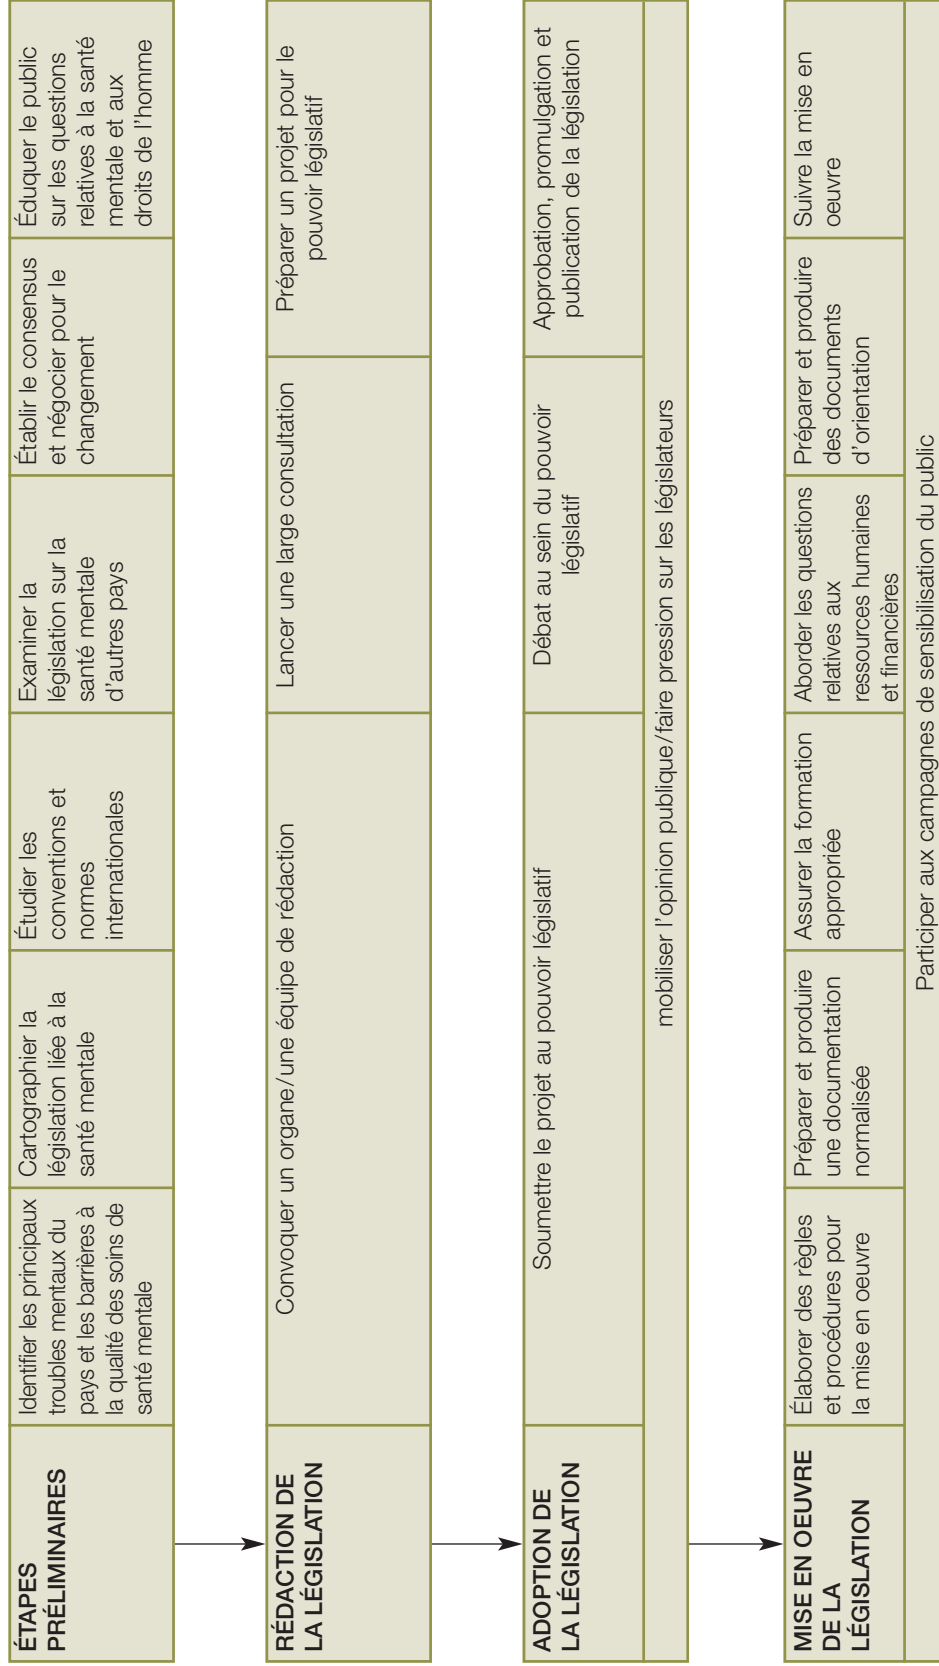 ÉTAPES
PRÉLIMINAIRES
Identifier les principaux
troubles mentaux du
pays et les barrières à
la qualité des soins de
santé mentale
Cartographier la
législation liée à la
santé mentale
Étudier les
conventions et
normes
internationales
Examiner la
législation sur la
santé mentale
d'autres pays
Établir le consensus
et négocier pour le
changement
Éduquer le public
sur les questions
relatives à la santé
mentale et aux
droits de l'homme
RÉDACTION DE
LA LÉGISLATION
Convoquer un organe/une équipe de rédaction
Lancer une large consultation
Préparer un projet pour le
pouvoir législatif
ADOPTION DE
LA LÉGISLATION
Soumettre le projet au pouvoir législatif
Débat au sein du pouvoir
législatif
Approbation, promulgation et
publication de la législation
mobiliser l'opinion publique/faire pression sur les législateurs
MISE EN OEUVRE
DE LA
LÉGISLATION
Élaborer des règles
et procédures pour
la mise en oeuvre
Préparer et produire
une documentation
normalisée
Assurer la formation
appropriée
Aborder les questions
relatives aux
ressources humaines
et financières
Préparer et produire
des documents
d'orientation
Suivre la mise en
oeuvre
Participer aux campagnes de sensibilisation du public